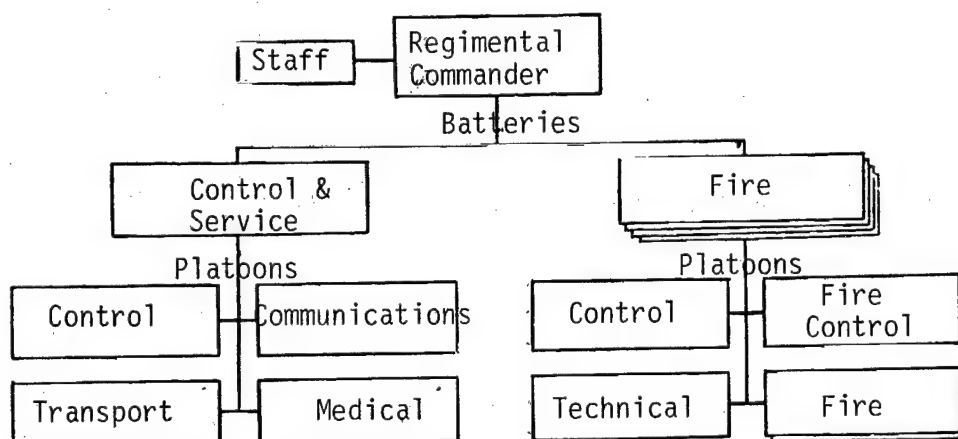 Staff
Regimental
Commander
Batteries
Control &
Service
Fire
Platoons
Platoons
Control
Communications
Control
Fire
Control
Transport
Medical
Technical
Fire